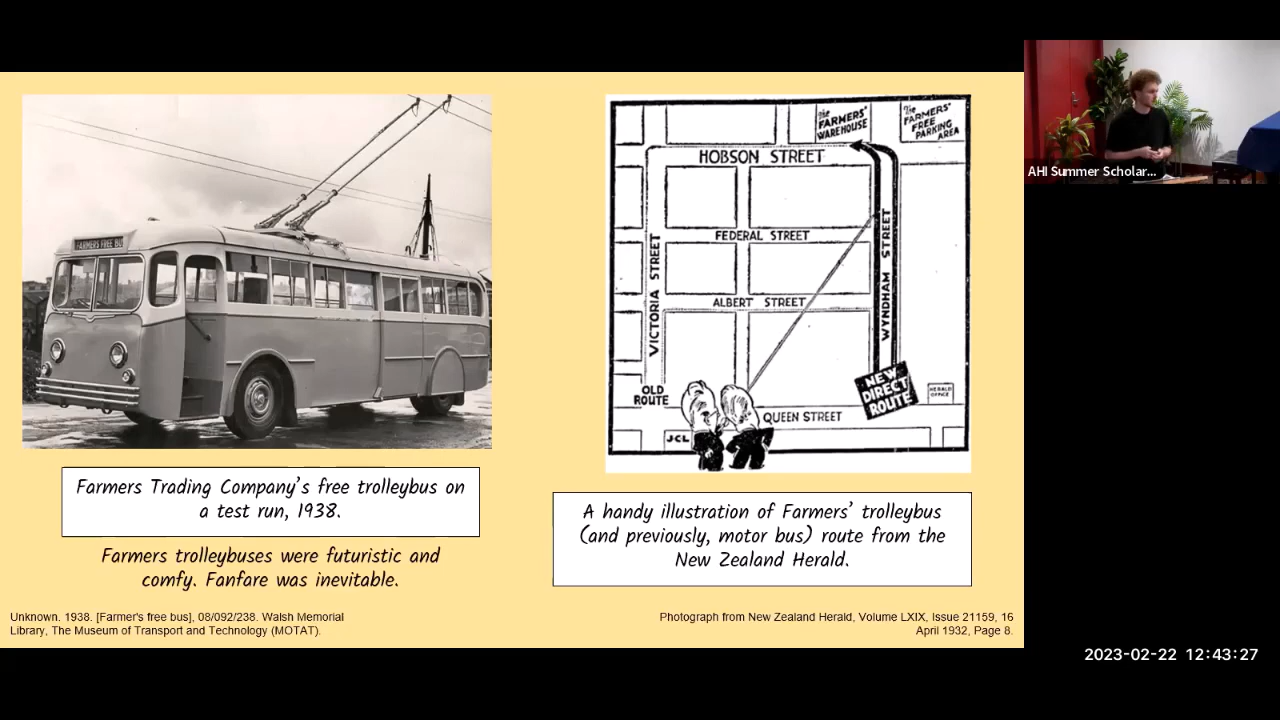 FARMERS FREE BUS
The
FARMERS'
WAREHOUSE
The
FARMERS'
FREE
PARKING
AREA
HOBSON STREET
FEDERAL STREET
ALBERT STREET
VICTORIA STREET
WYNDHAM STREET
OLD
ROUTE
NEW
DIRECT
ROUTE
HERALD
OFFICE
QUEEN STREET
JCL
Farmers Trading Company's free trolleybus on
a test run, 1938.
Farmers trolleybuses were futuristic and
comfy. Fanfare was inevitable.
A handy illustration of Farmers' trolleybus
(and previously, motor bus) route from the
New Zealand Herald.
Unknown. 1938. [Farmer's free bus], 08/092/238. Walsh Memorial
Library, The Museum of Transport and Technology (MOTAT).
Photograph from New Zealand Herald, Volume LXIX, Issue 21159, 16
April 1932, Page 8.
AHI Summer Scholar...
2023-02-22 12:43:27